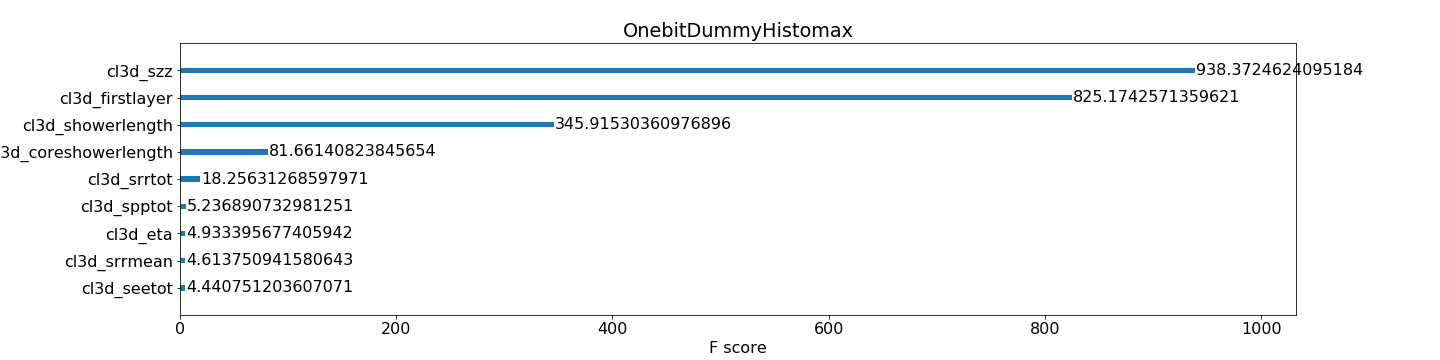 OnebitDummyHistomax
cl3d_szz 938.3724624095184
cl3d_firstlayer 825.1742571359621
cl3d_showerlength 345.91530360976896
3d_coreshowerlength 81.66140823845654
cl3d_srrtot 18.25631268597971
cl3d_spptot 5.236890732981251
cl3d_eta 4.933395677405942
cl3d_srrmean 4.613750941580643
cl3d_seetot 4.440751203607071
0 200 400 600 800 1000
F score